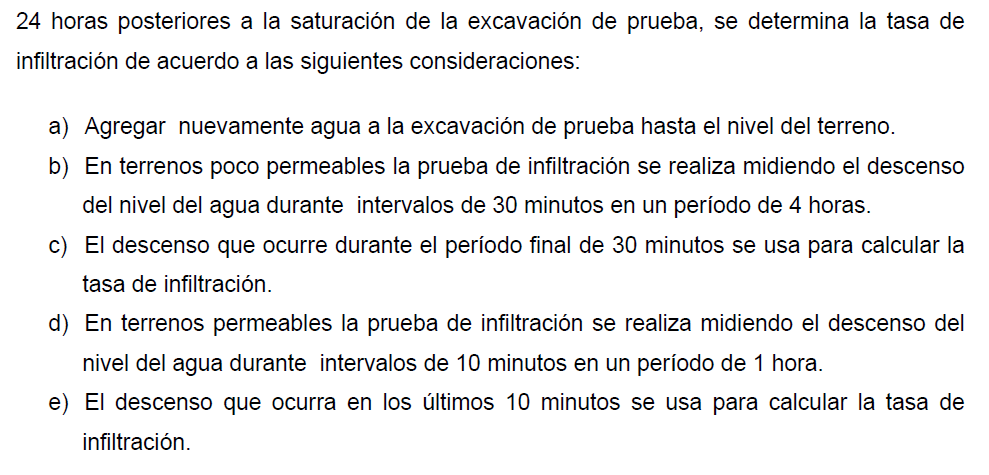 24 horas posteriores a la saturación de la excavación de prueba, se determina la tasa de
infiltración de acuerdo a las siguientes consideraciones:
a) Agregar nuevamente agua a la excavación de prueba hasta el nivel del terreno.
b) En terrenos poco permeables la prueba de infiltración se realiza midiendo el descenso
del nivel del agua durante intervalos de 30 minutos en un período de 4 horas.
c) El descenso que ocurre durante el período final de 30 minutos se usa para calcular la
tasa de infiltración.
d) En terrenos permeables la prueba de infiltración se realiza midiendo el descenso del
nivel del agua durante intervalos de 10 minutos en un período de 1 hora.
e) El descenso que ocurra en los últimos 10 minutos se usa para calcular la tasa de
infiltración.